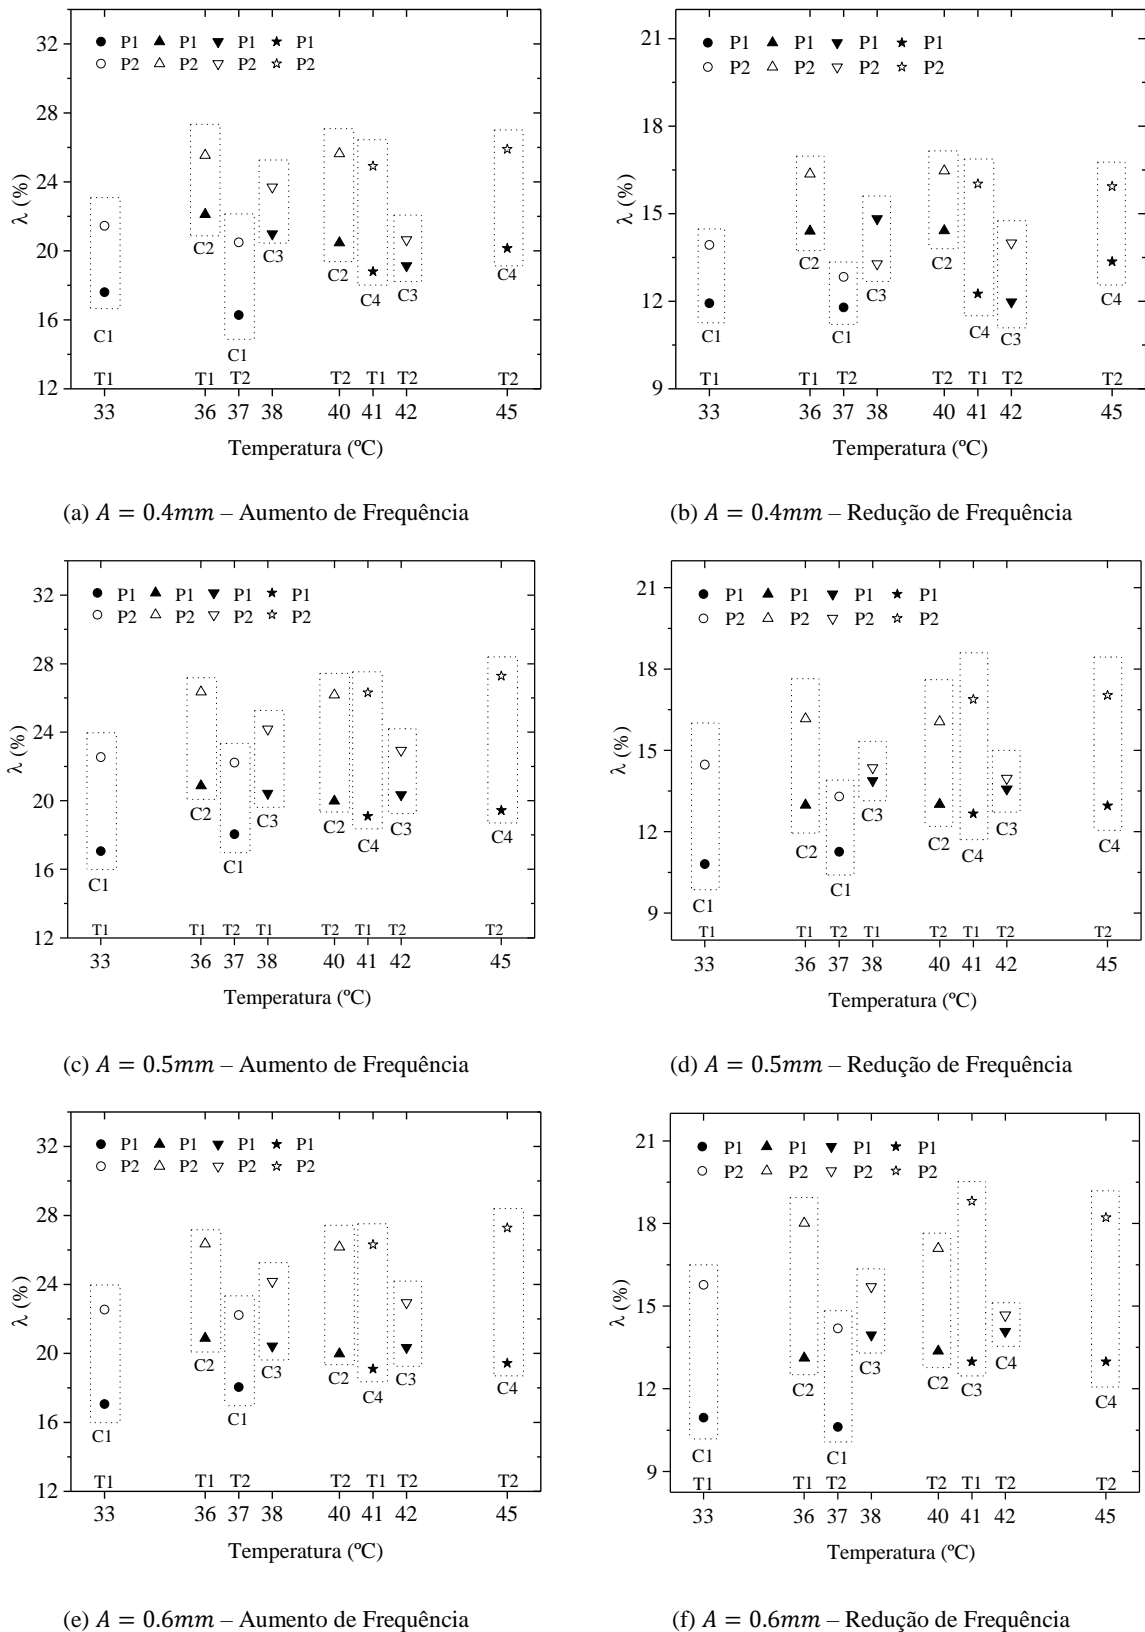 32
28
24
20
16
12
λ (%)
● P1 ▲ P1 ▼ P1 ★ P1
○ P2 △ P2 ▽ P2 ☆ P2
C1 C2 C1 C3 C2 C4 C3 C4
T1 T1 T2 T2 T1 T2 T2
33 36 37 38 40 41 42 45
Temperatura (ºC)
21
18
15
12
9
λ (%)
● P1 ▲ P1 ▼ P1 ★ P1
○ P2 △ P2 ▽ P2 ☆ P2
C1 C2 C1 C3 C2 C4 C3 C4
T1 T1 T2 T2 T1 T2 T2
33 36 37 38 40 41 42 45
Temperatura (ºC)
(a) A = 0.4mm – Aumento de Frequência
(b) A = 0.4mm – Redução de Frequência
32
28
24
20
16
12
λ (%)
● P1 ▲ P1 ▼ P1 ★ P1
○ P2 △ P2 ▽ P2 ☆ P2
C1 C2 C1 C3 C2 C4 C3 C4
T1 T1 T2 T1 T2 T1 T2 T2
33 36 37 38 40 41 42 45
Temperatura (ºC)
21
18
15
12
9
λ (%)
● P1 ▲ P1 ▼ P1 ★ P1
○ P2 △ P2 ▽ P2 ☆ P2
C1 C2 C1 C3 C2 C4 C3 C4
T1 T1 T2 T1 T2 T1 T2 T2
33 36 37 38 40 41 42 45
Temperatura (ºC)
(c) A = 0.5mm – Aumento de Frequência
(d) A = 0.5mm – Redução de Frequência
32
28
24
20
16
12
λ (%)
● P1 ▲ P1 ▼ P1 ★ P1
○ P2 △ P2 ▽ P2 ☆ P2
C1 C2 C1 C3 C2 C4 C3 C4
T1 T1 T2 T2 T1 T2 T2
33 36 37 38 40 41 42 45
Temperatura (ºC)
21
18
15
12
9
λ (%)
● P1 ▲ P1 ▼ P1 ★ P1
○ P2 △ P2 ▽ P2 ☆ P2
C1 C2 C1 C3 C2 C3 C4 C4
T1 T1 T2 T2 T1 T2 T2
33 36 37 38 40 41 42 45
Temperatura (ºC)
(e) A = 0.6mm – Aumento de Frequência
(f) A = 0.6mm – Redução de Frequência